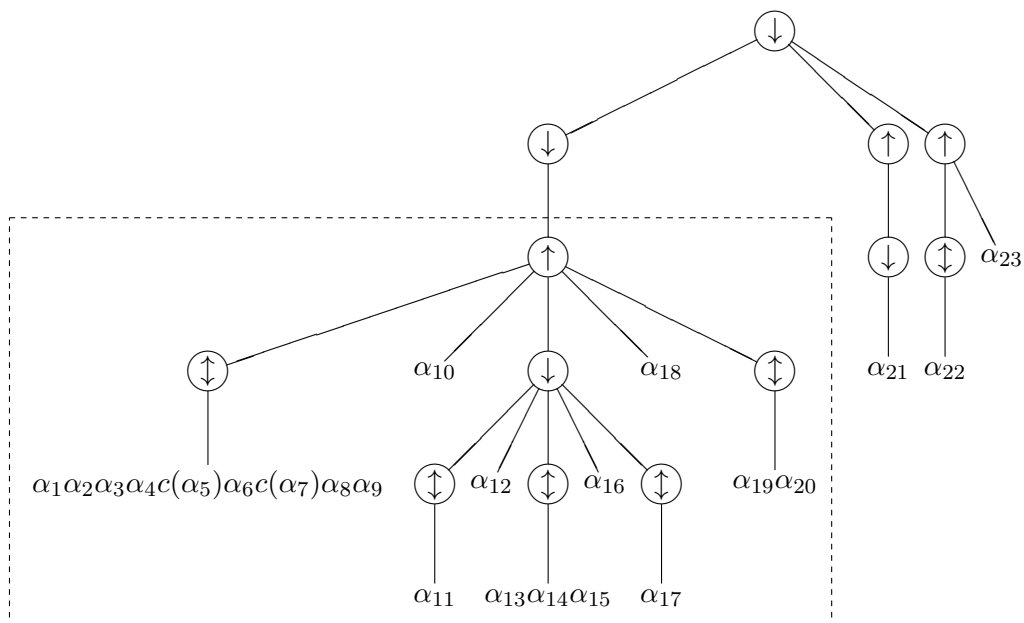 ↓
↓ ↑ ↑
↑ ↓ ↕ α₂₃
↕ α₁₀ ↓ α₁₈ ↕ α₂₁ α₂₂
α₁α₂α₃α₄c(α₅)α₆c(α₇)α₈α₉ ↕ α₁₂ ↕ α₁₆ ↕ α₁₉α₂₀
α₁₁ α₁₃α₁₄α₁₅ α₁₇